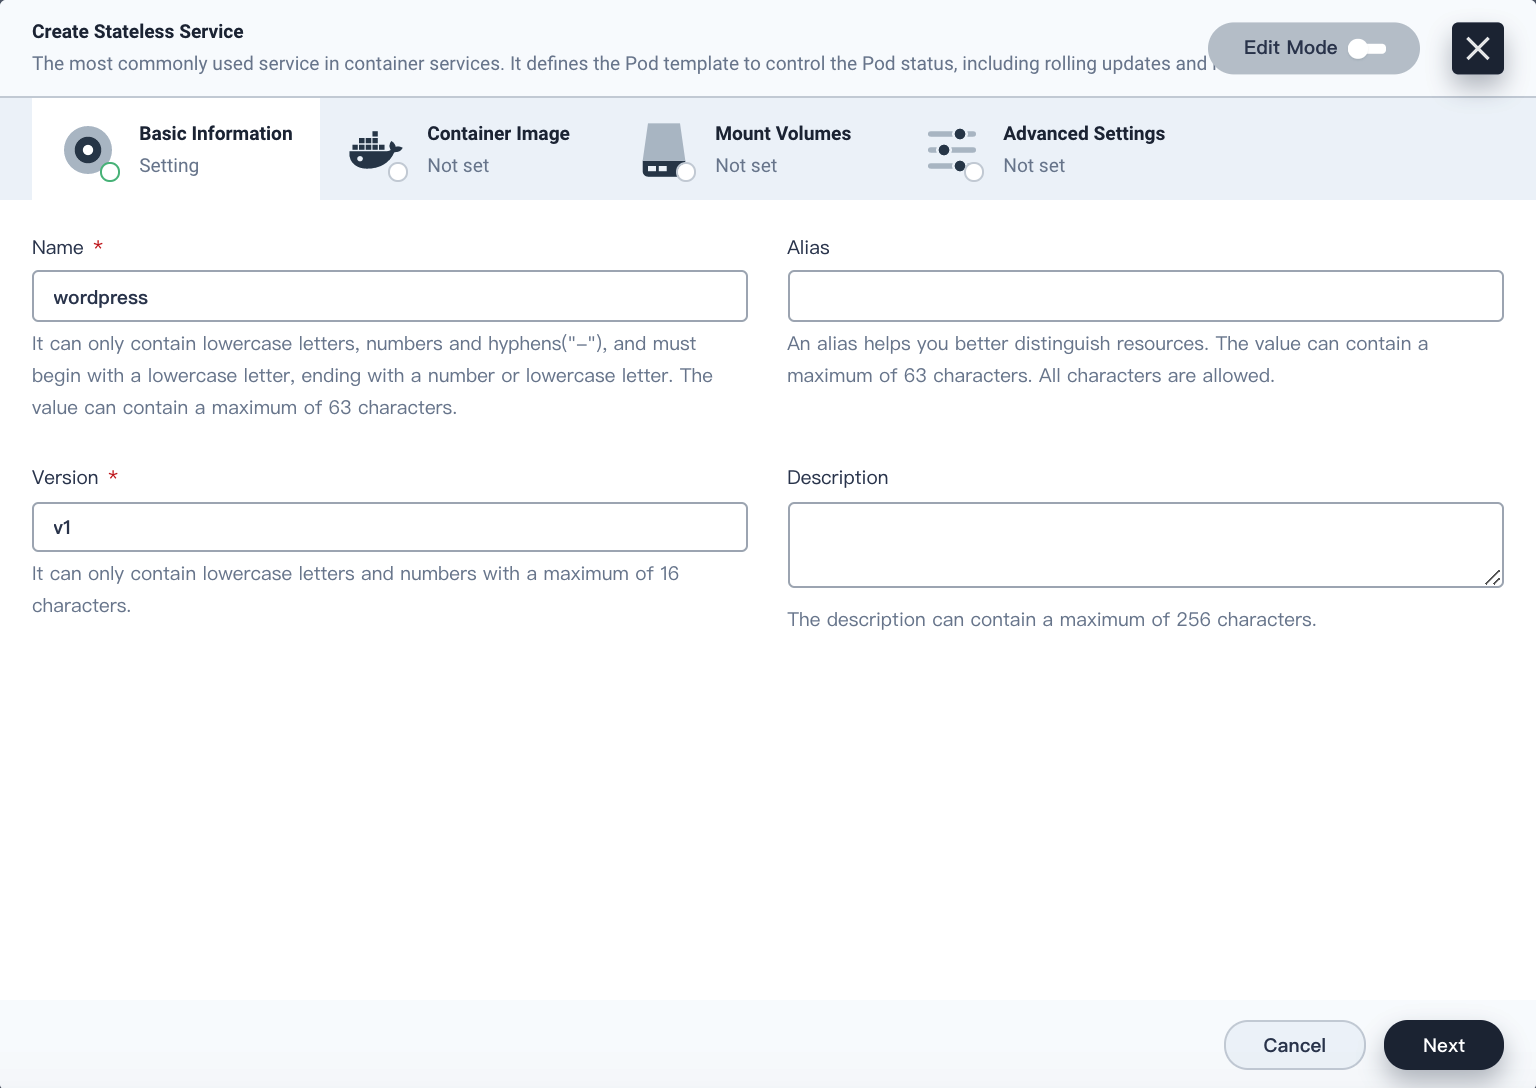 Create Stateless Service
The most commonly used service in container services. It defines the Pod template to control the Pod status, including rolling updates and
Edit Mode
Basic Information
Setting
Container Image
Not set
Mount Volumes
Not set
Advanced Settings
Not set
Name *
wordpress
It can only contain lowercase letters, numbers and hyphens("-"), and must
begin with a lowercase letter, ending with a number or lowercase letter. The
value can contain a maximum of 63 characters.
Alias
An alias helps you better distinguish resources. The value can contain a
maximum of 63 characters. All characters are allowed.
Version *
v1
It can only contain lowercase letters and numbers with a maximum of 16
characters.
Description
The description can contain a maximum of 256 characters.
Cancel
Next